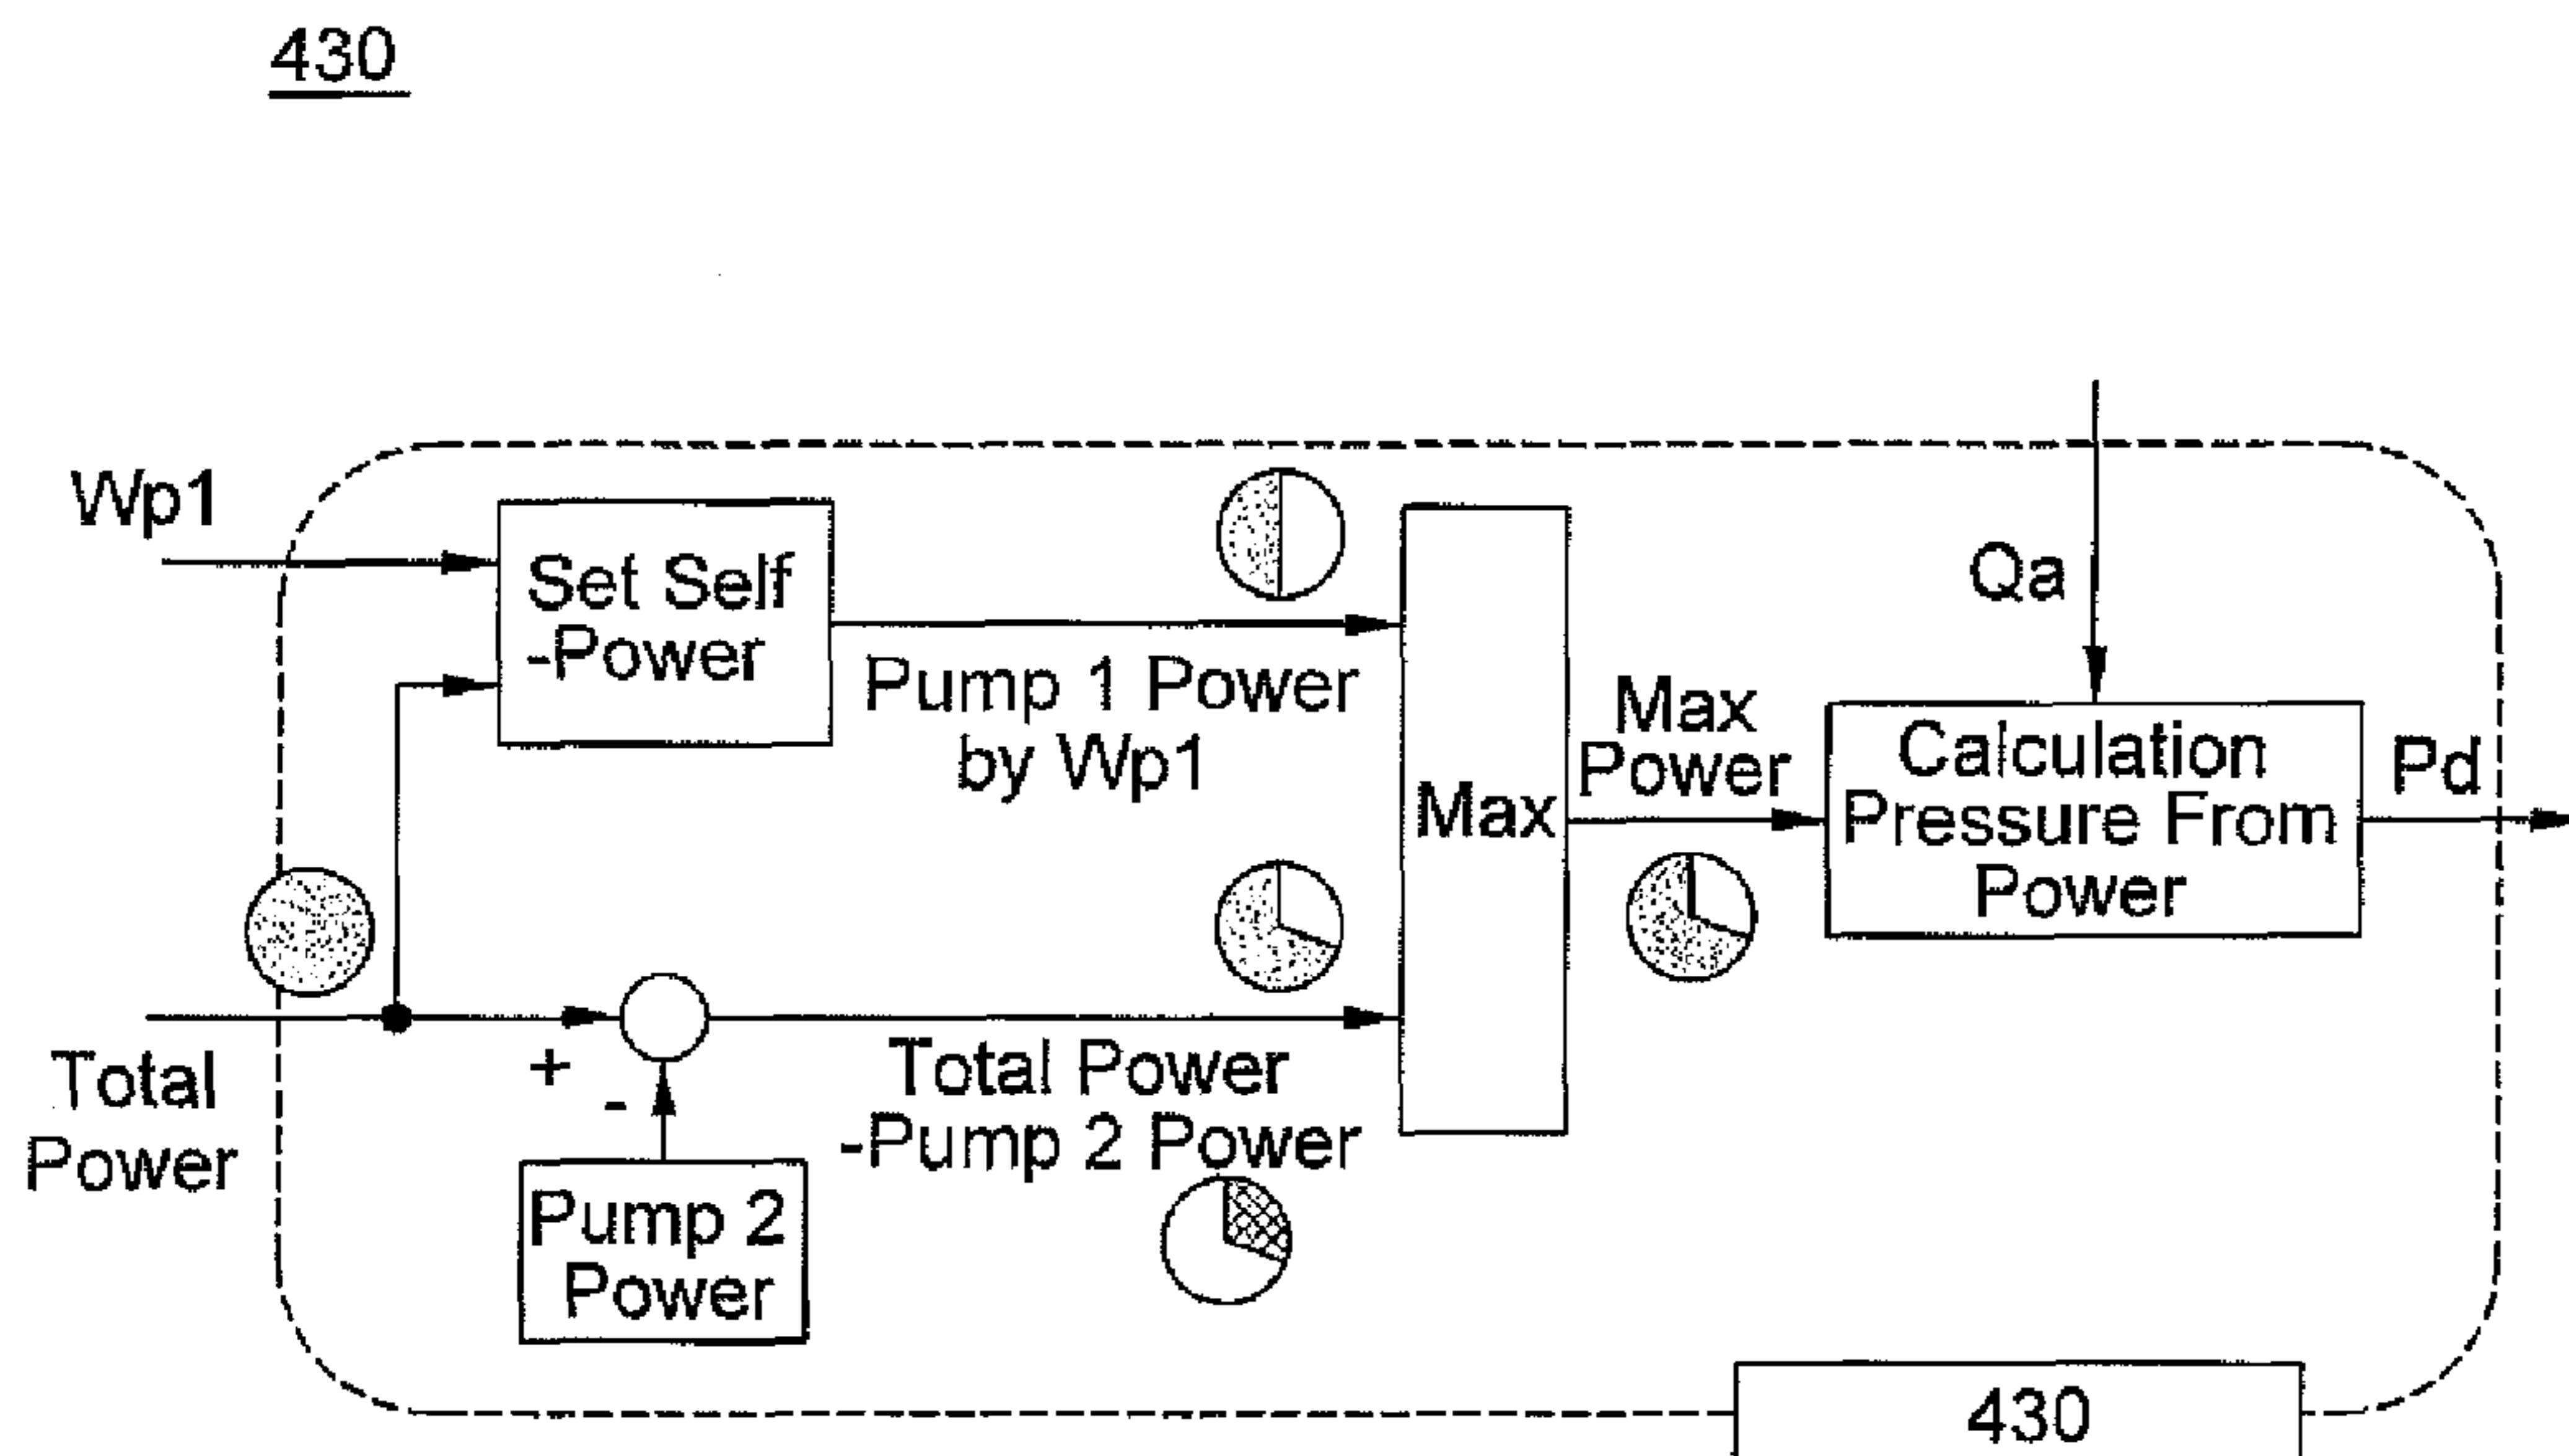 430
Wp1
Set Self
-Power
Pump 1 Power
by Wp1
Max
Max
Power
Qa
Calculation
Pressure From
Power
Pd
Total
Power
+
-
Total Power
-Pump 2 Power
Pump 2
Power
430